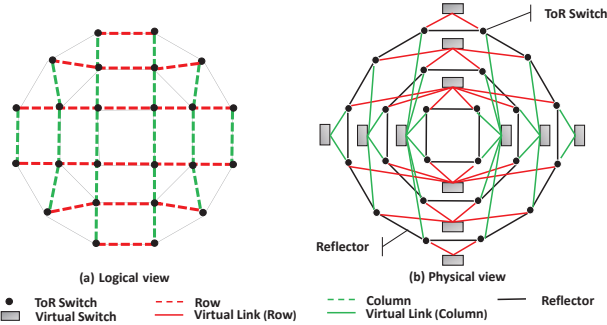 ToR Switch
Reflector
(a) Logical view
(b) Physical view
ToR Switch
Row
Column
Reflector
Virtual Switch
Virtual Link (Row)
Virtual Link (Column)